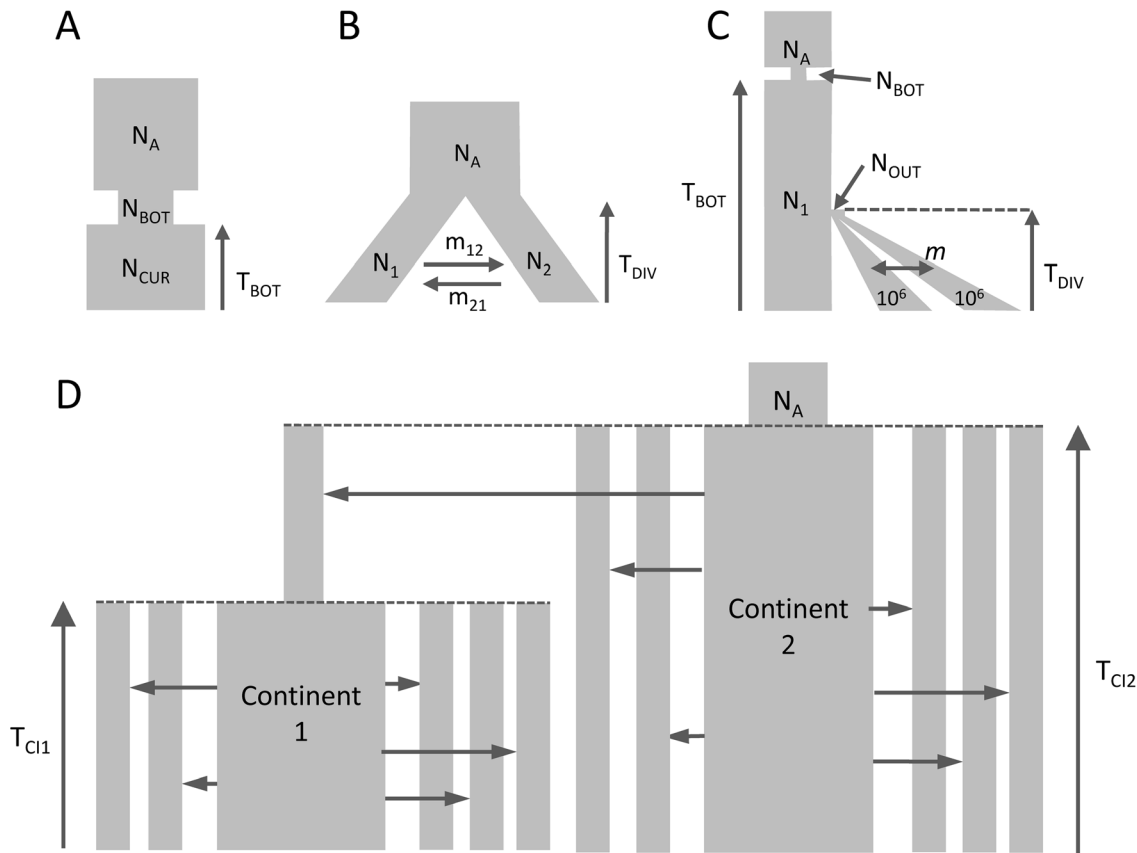 A
N_A
N_BOT
N_CUR
T_BOT
B
N_A
N_1
m_12
m_21
N_2
T_DIV
C
N_A
N_BOT
N_OUT
T_BOT
N_1
m
10^6
10^6
T_DIV
D
N_A
Continent
1
Continent
2
T_CI1
T_CI2